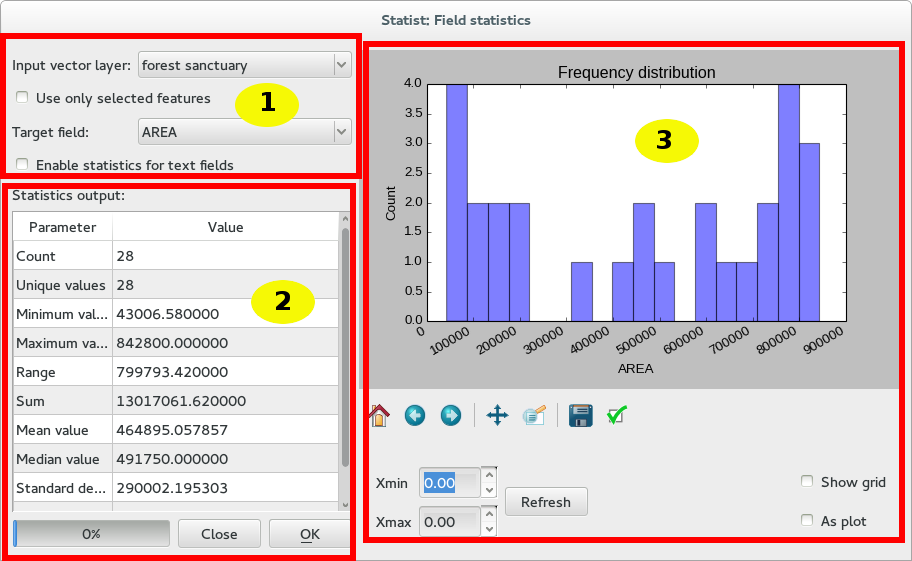 Statist: Field statistics
Input vector layer: forest sanctuary
Use only selected features
1
Target field: AREA
Enable statistics for text fields
Statistics output:
Parameter Value
Count 28
Unique values 28
2
Minimum val... 43006.580000
Maximum va... 842800.000000
Range 799793.420000
Sum 13017061.620000
Mean value 464895.057857
Median value 491750.000000
Standard de... 290002.195303
0% Close OK
Frequency distribution
3
Count
4.0
3.5
3.0
2.5
2.0
1.5
1.0
0.5
0.0
0 100000 200000 300000 400000 500000 600000 700000 800000 900000
AREA
Xmin 0.00
Refresh
Xmax 0.00
Show grid
As plot